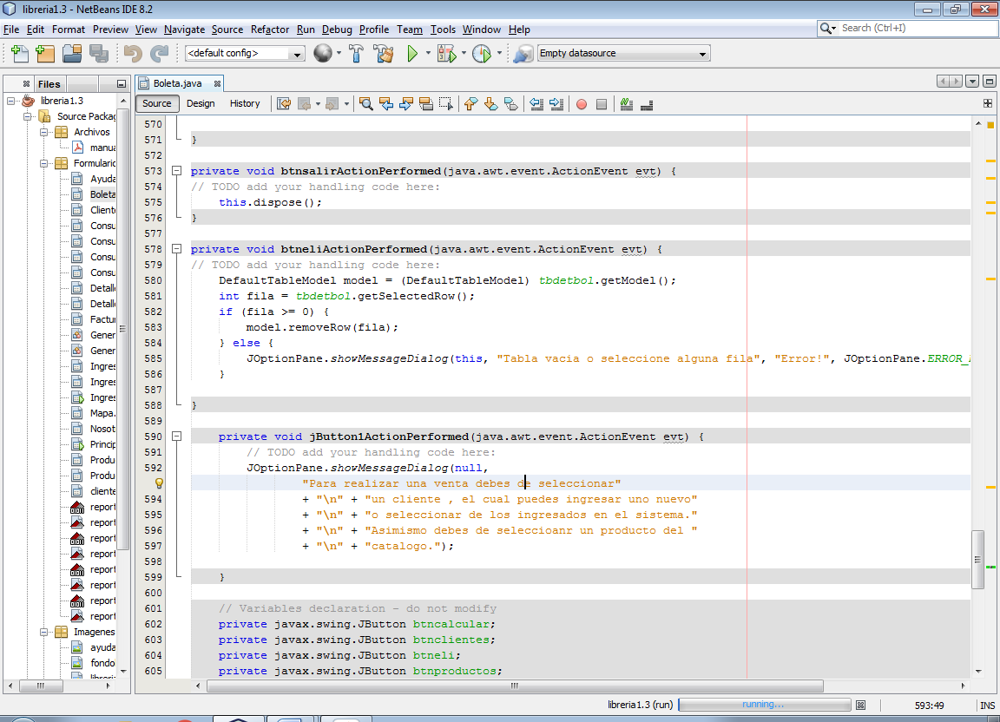 libreria1.3 - NetBeans IDE 8.2
File Edit Format Preview View Navigate Source Refactor Run Debug Profile Team Tools Window Help
Search (Ctrl+I)
<default config>
Empty datasource
Files
Boleta.java
Source Design History
libreria1.3
Source Packag
Archivos
manua
Formulario
Ayuda
Boleta
Cliente
Consu
Consu
Consu
Consu
Detall
Detall
Factur
Gener
Gener
Ingres
Ingres
Ingres
Mapa.
Nosot
Princip
Produ
Produ
cliente
report
report
report
report
report
report
report
report
Imagenes
ayuda
fondo
libreria
570
571 }
572
573 private void btnsalirActionPerformed(java.awt.event.ActionEvent evt) {
574 // TODO add your handling code here:
575 this.dispose();
576 }
577
578 private void btneliActionPerformed(java.awt.event.ActionEvent evt) {
579 // TODO add your handling code here:
580 DefaultTableModel model = (DefaultTableModel) tbdetbol.getModel();
581 int fila = tbdetbol.getSelectedRow();
582 if (fila >= 0) {
583 model.removeRow(fila);
584 } else {
585 JOptionPane.showMessageDialog(this, "Tabla vacia o seleccione alguna fila", "Error!", JOptionPane.ERROR_
586 }
587
588 }
589
590 private void jButton1ActionPerformed(java.awt.event.ActionEvent evt) {
591 // TODO add your handling code here:
592 JOptionPane.showMessageDialog(null,
"Para realizar una venta debes de seleccionar"
594 + "\n" + "un cliente , el cual puedes ingresar uno nuevo"
595 + "\n" + "o seleccionar de los ingresados en el sistema."
596 + "\n" + "Asimismo debes de seleccioanr un producto del "
597 + "\n" + "catalogo.");
598
599 }
600
601 // Variables declaration - do not modify
602 private javax.swing.JButton btncalcular;
603 private javax.swing.JButton btnclientes;
604 private javax.swing.JButton btneli;
605 private javax.swing.JButton btnproductos;
libreria1.3 (run) running... 593:49 INS